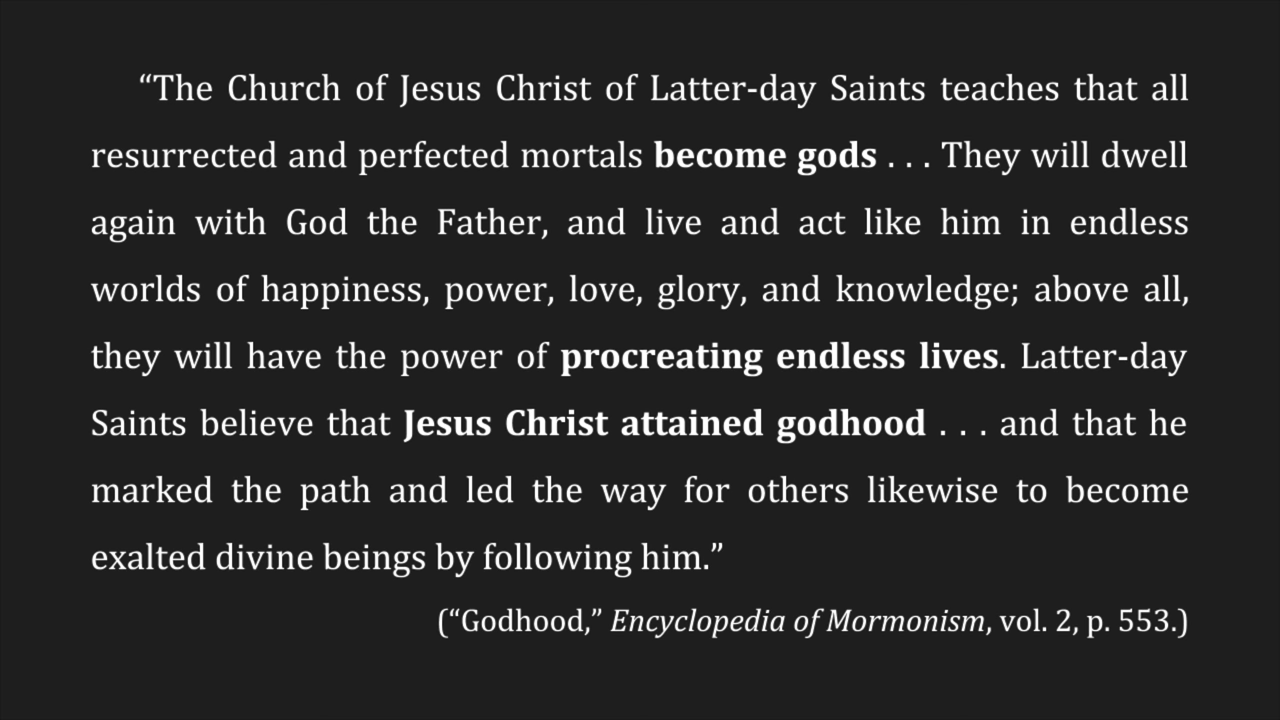 “The Church of Jesus Christ of Latter-day Saints teaches that all
resurrected and perfected mortals become gods . . . They will dwell
again with God the Father, and live and act like him in endless
worlds of happiness, power, love, glory, and knowledge; above all,
they will have the power of procreating endless lives. Latter-day
Saints believe that Jesus Christ attained godhood . . . and that he
marked the path and led the way for others likewise to become
exalted divine beings by following him.”
(“Godhood,” Encyclopedia of Mormonism, vol. 2, p. 553.)